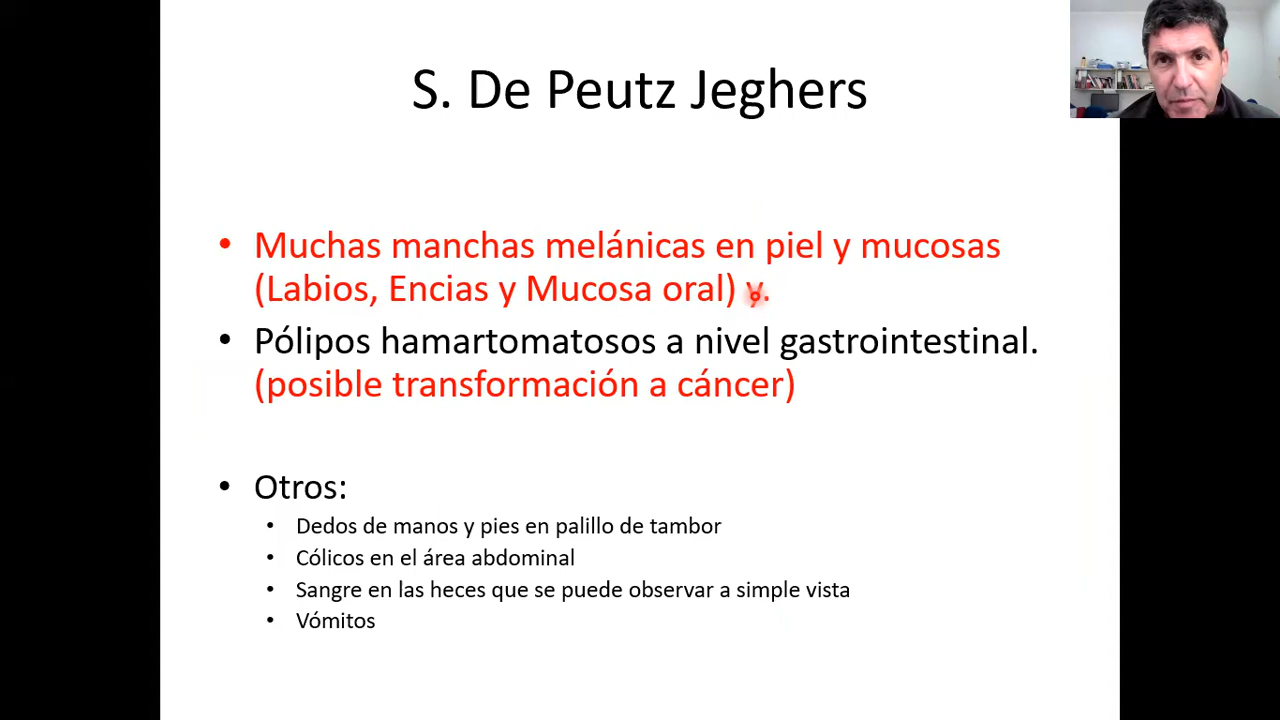 S. De Peutz Jeghers
• Muchas manchas melánicas en piel y mucosas
(Labios, Encias y Mucosa oral) y.
• Pólipos hamartomatosos a nivel gastrointestinal.
(posible transformación a cáncer)
• Otros:
• Dedos de manos y pies en palillo de tambor
• Cólicos en el área abdominal
• Sangre en las heces que se puede observar a simple vista
• Vómitos